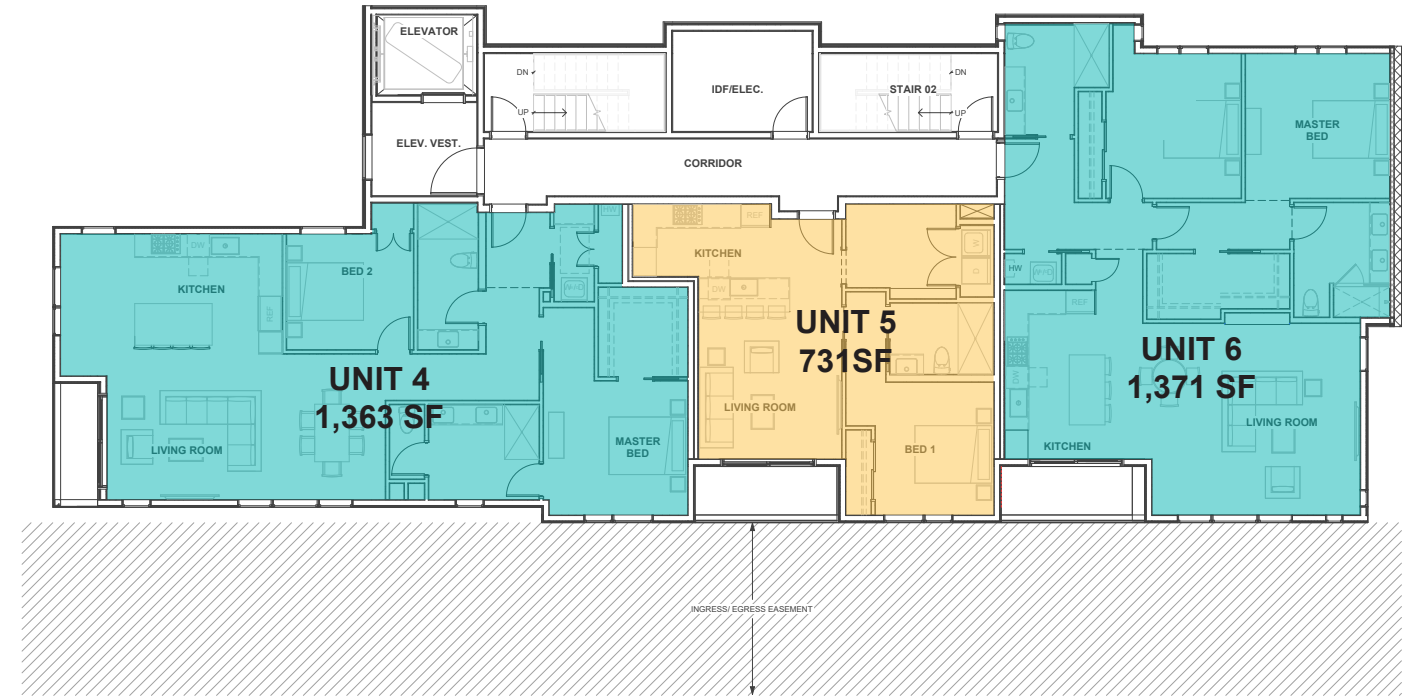 ELEVATOR
DN
UP
IDF/ELEC.
STAIR 02
DN
UP
ELEV. VEST.
CORRIDOR
MASTER
BED
HW
REF
KITCHEN
DW
KITCHEN
BED 2
REF
W
DW
HW
W/D
W/D
REF
DW
UNIT 5
731SF
UNIT 6
1,371 SF
UNIT 4
1,363 SF
LIVING ROOM
LIVING ROOM
MASTER
BED
BED 1
KITCHEN
LIVING ROOM
INGRESS/ EGRESS EASEMENT